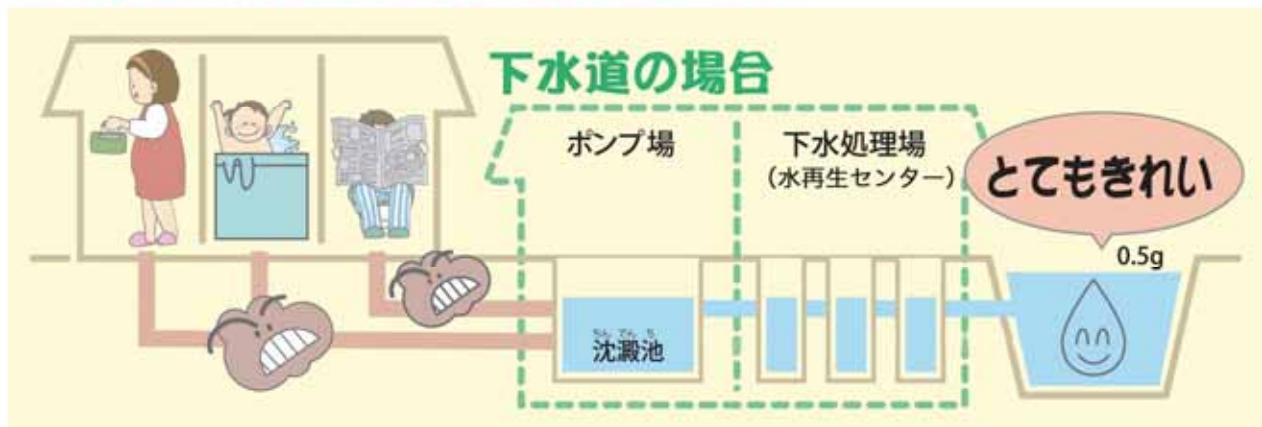 下水道の場合
ポンプ場
下水処理場
（水再生センター）
とてもきれい
0.5g
ちんでんち
沈澱池